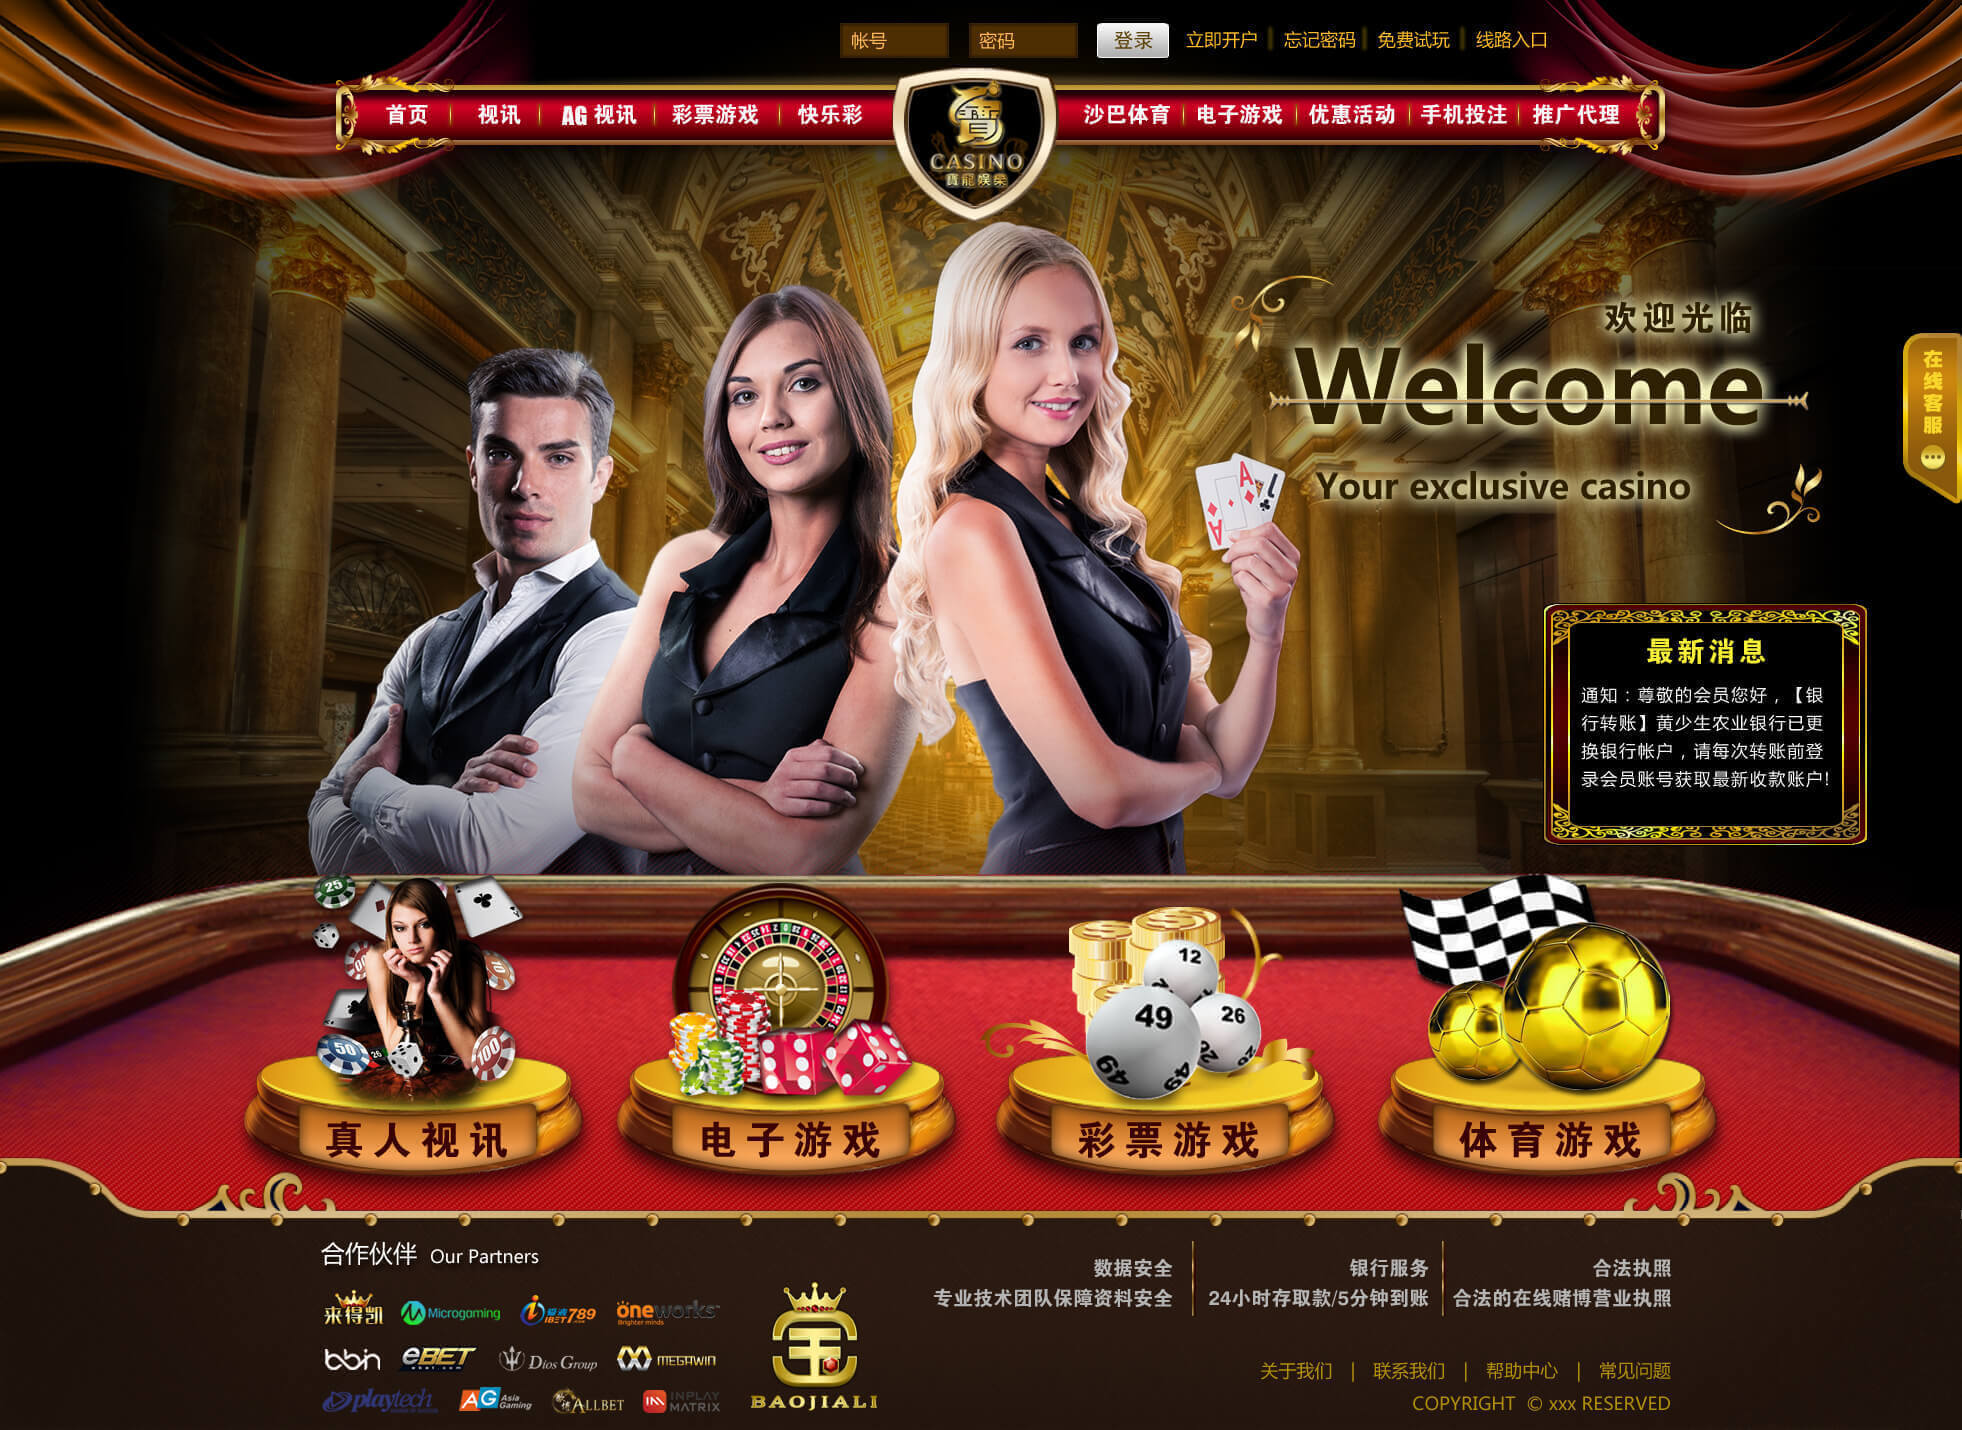 帐号
密码
登录
立即开户
忘记密码
免费试玩
线路入口
首页
视讯
AG 视讯
彩票游戏
快乐彩
CASINO
寶龍娱樂
沙巴体育
电子游戏
优惠活动
手机投注
推广代理
欢迎光临
Welcome
Your exclusive casino
在线客服
最新消息
通知：尊敬的会员您好，【银
行转账】黄少生农业银行已更
换银行帐户，请每次转账前登
录会员账号获取最新收款账户!
A
A
J
25
10
50
26
100
12
49
26
49
49
26
真人视讯
电子游戏
彩票游戏
体育游戏
合作伙伴 Our Partners
来得凯
Microgaming
爱波789
IBET
oneworks
Brighter minds
bbin
eBET
Dios Group
MEGAWIN
playtech
AG Asia Gaming
ALLBET
INPLAY MATRIX
BAOJIALI
数据安全
专业技术团队保障资料安全
银行服务
24小时存取款/5分钟到账
合法执照
合法的在线赌博营业执照
关于我们 | 联系我们 | 帮助中心 | 常见问题
COPYRIGHT © xxx RESERVED